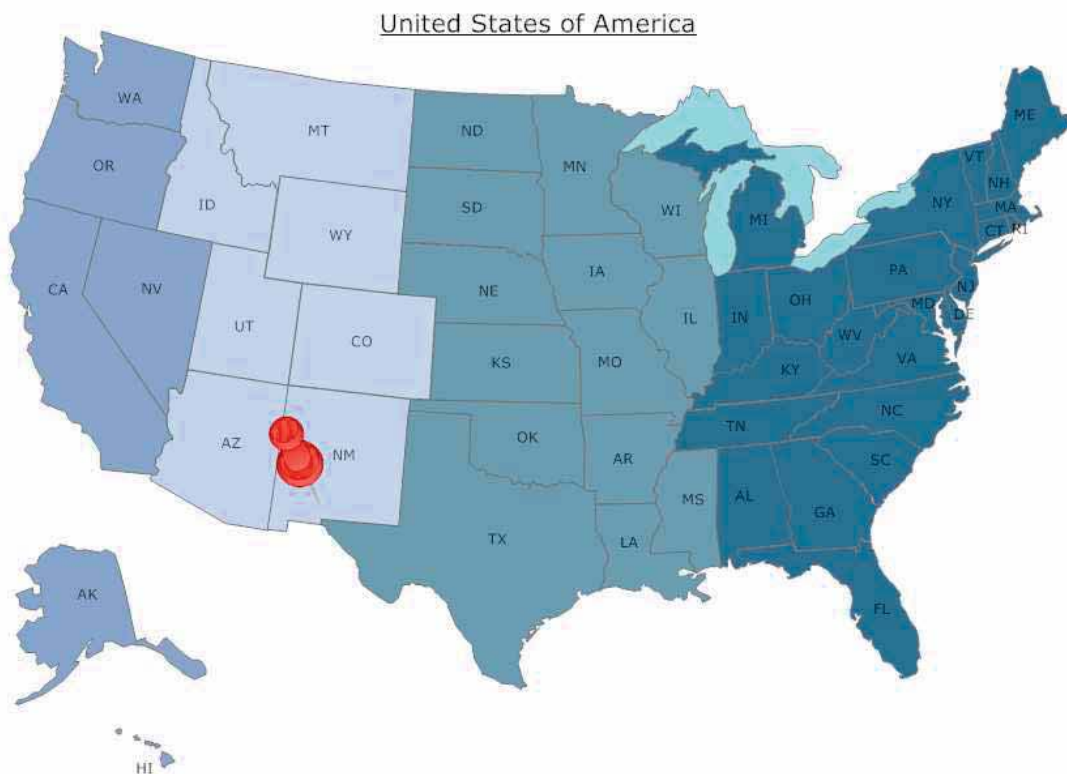 United States of America
WA
MT
ND
MN
ME
VT
NH
OR
ID
SD
WI
MI
NY
MA
CT
RI
WY
CA
NV
UT
CO
NE
IA
IL
IN
OH
PA
NJ
MD
DE
WV
VA
KS
MO
KY
AZ
NM
OK
AR
TN
NC
SC
TX
LA
MS
AL
GA
FL
AK
HI